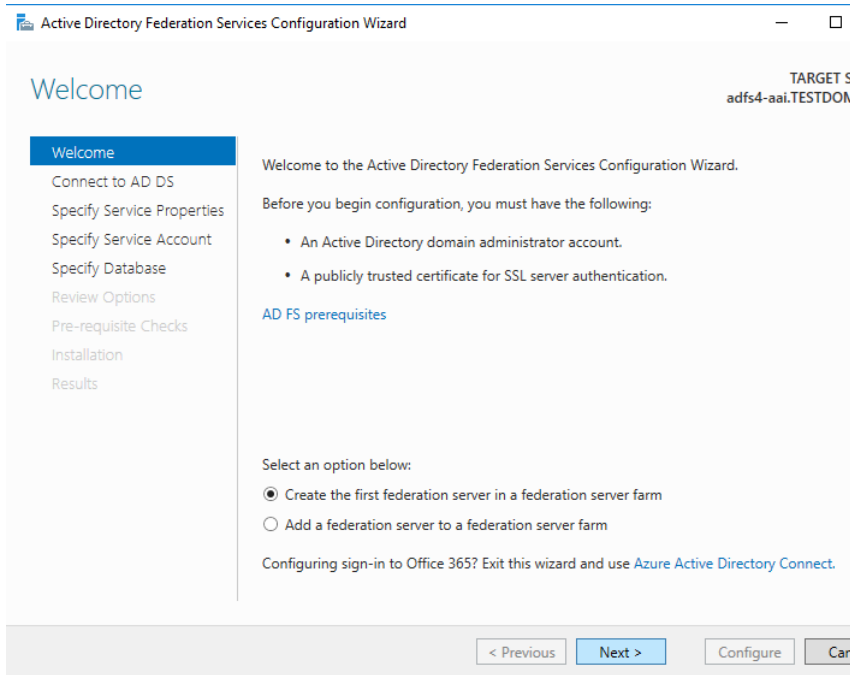 Active Directory Federation Services Configuration Wizard
Welcome
TARGET
adfs4-aai.
Welcome
Connect to AD DS
Specify Service Properties
Specify Service Account
Specify Database
Review Options
Pre-requisite Checks
Installation
Results
Welcome to the Active Directory Federation Services Configuration Wizard.
Before you begin configuration, you must have the following:
• An Active Directory domain administrator account.
• A publicly trusted certificate for SSL server authentication.
AD FS prerequisites
Select an option below:
Create the first federation server in a federation server farm
Add a federation server to a federation server farm
Configuring sign-in to Office 365? Exit this wizard and use Azure Active Directory Connect.
< Previous
Next >
Configure